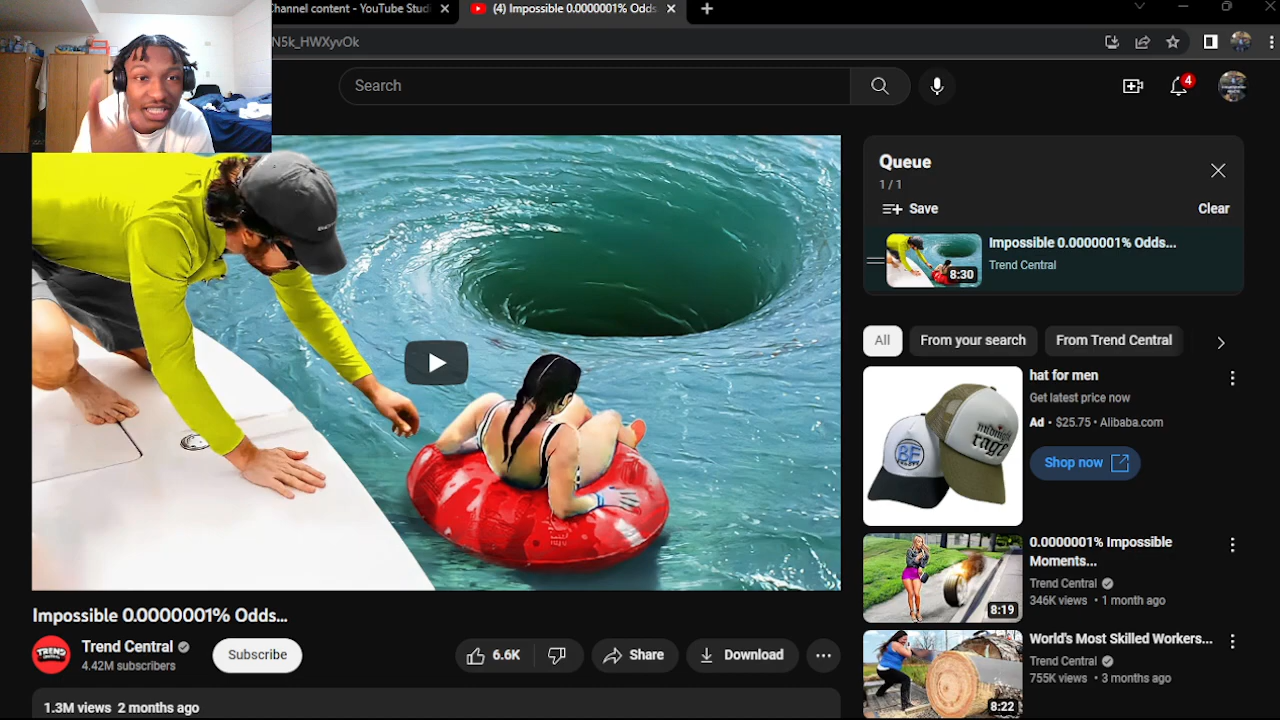 Channel content - YouTube Studi
(4) Impossible 0.0000001% Odds
N5k_HWXyvOk
Search
4
Queue
1 / 1
Save
Clear
Impossible 0.0000001% Odds...
Trend Central
8:30
All
From your search
From Trend Central
hat for men
Get latest price now
Ad · $25.75 · Alibaba.com
Shop now
midnight
rage
BE
0.0000001% Impossible
Moments...
Trend Central
346K views · 1 month ago
8:19
World's Most Skilled Workers...
Trend Central
755K views · 3 months ago
8:22
Impossible 0.0000001% Odds...
TREND
Trend Central
4.42M subscribers
Subscribe
6.6K
Share
Download
1.3M views 2 months ago